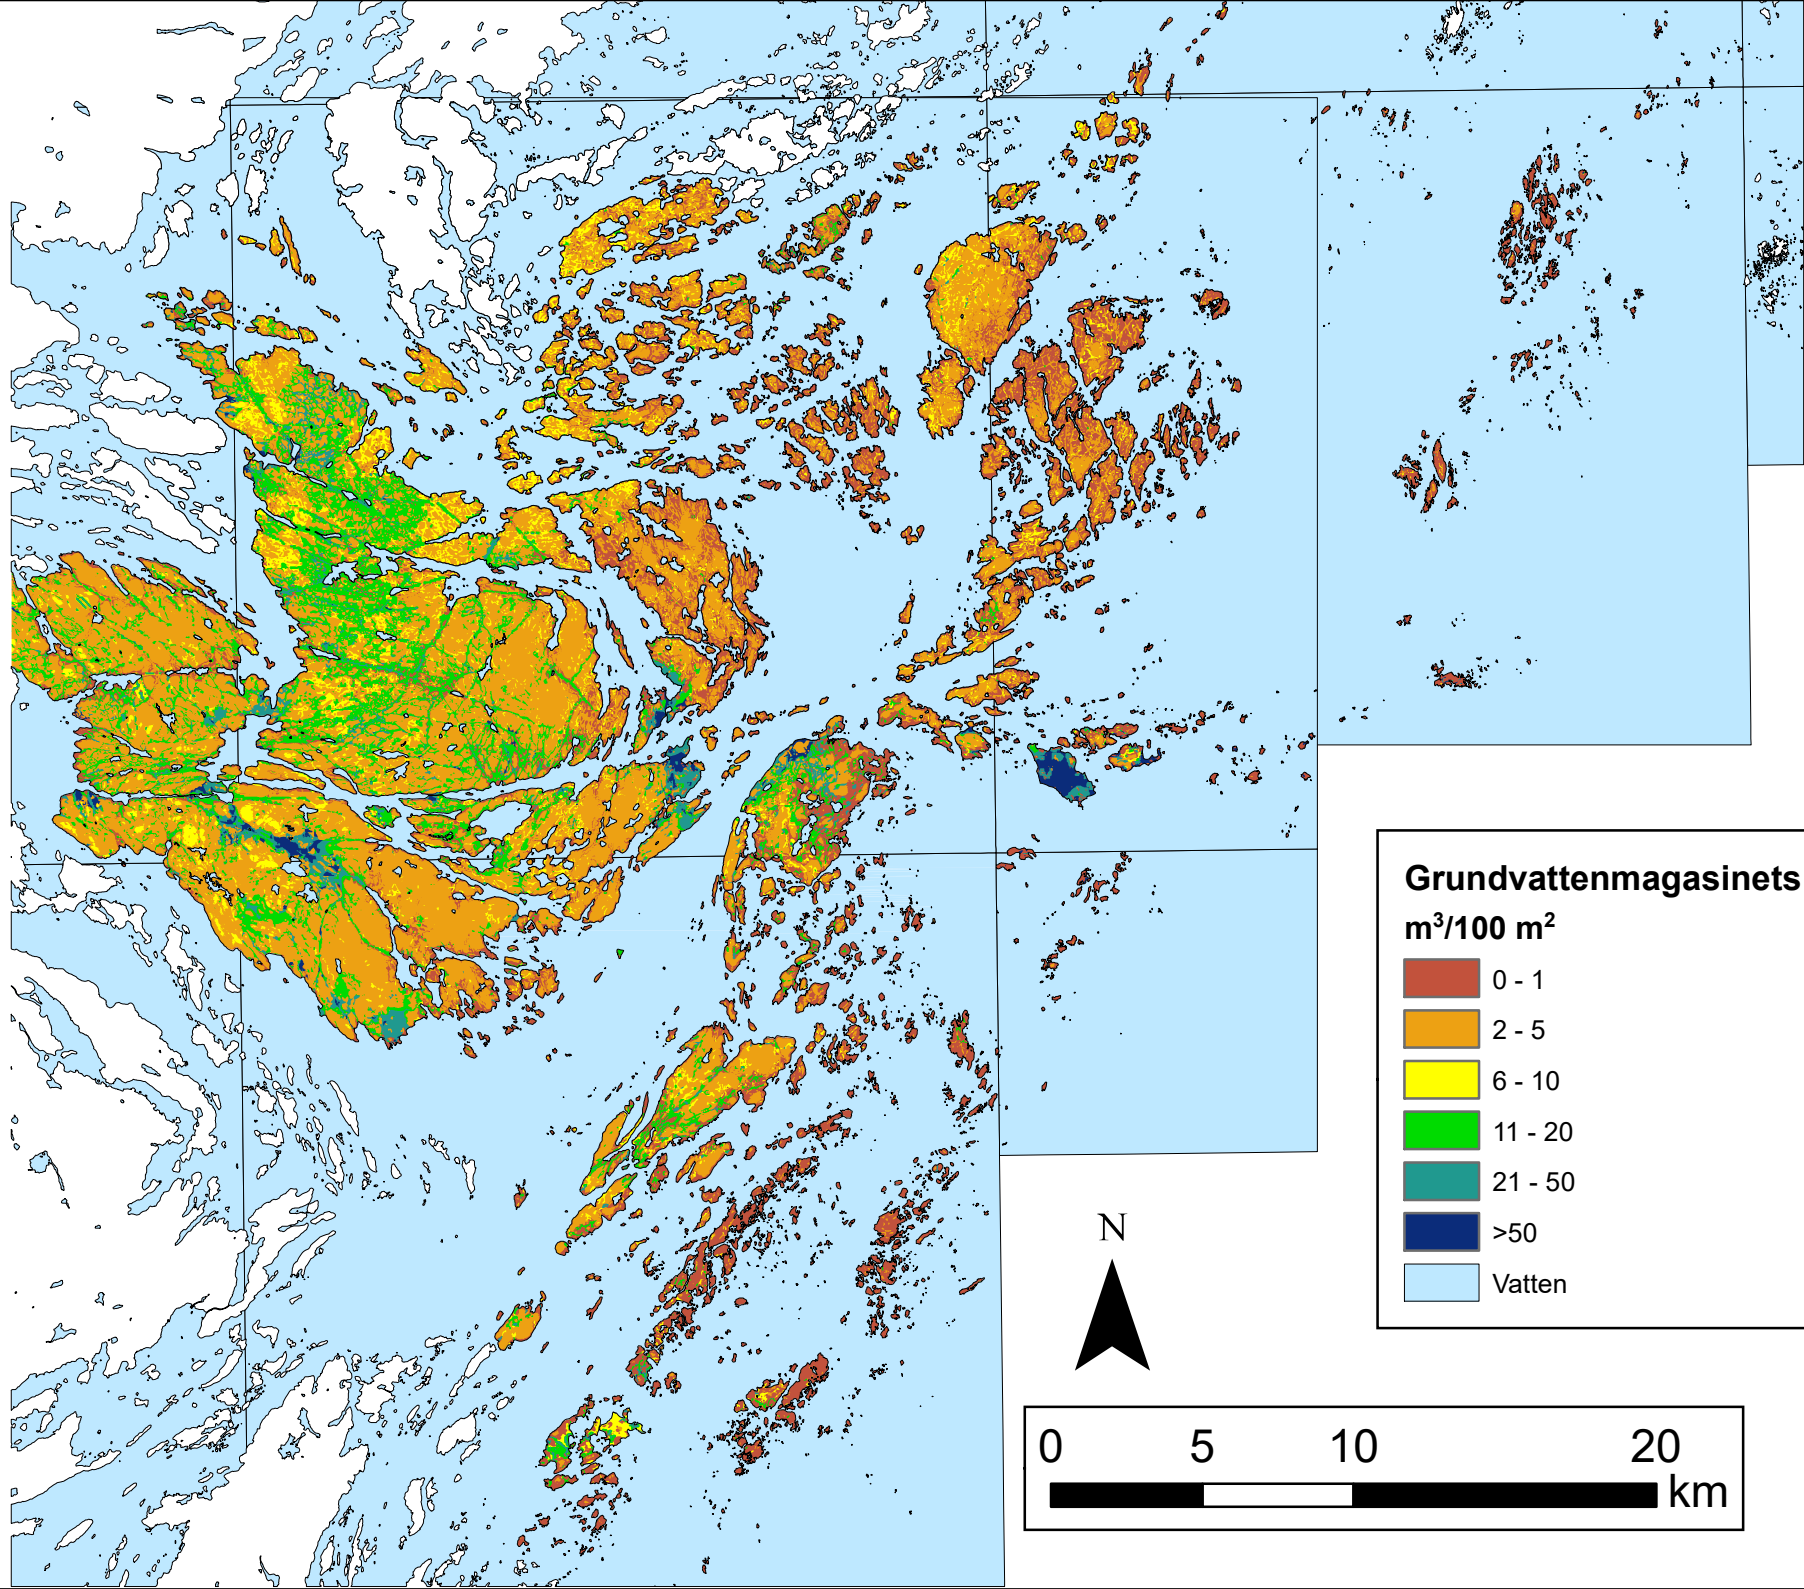 Grundvattenmagasinets
m³/100 m²
0 - 1
2 - 5
6 - 10
11 - 20
21 - 50
>50
Vatten
N
0 5 10 20
km